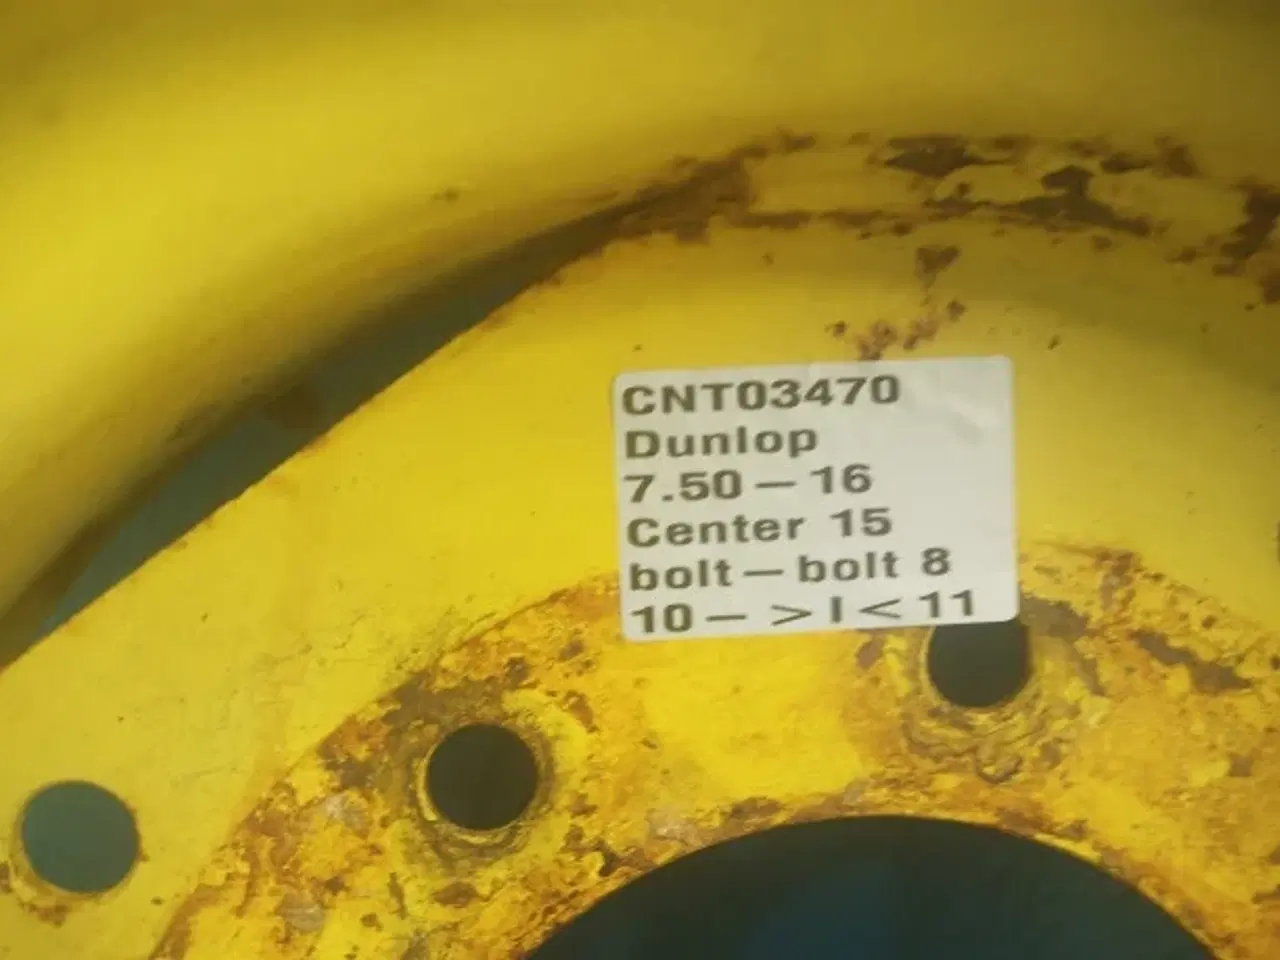 CNT03470
Dunlop
7.50 - 16
Center 15
bolt - bolt 8
10 - > I < 11